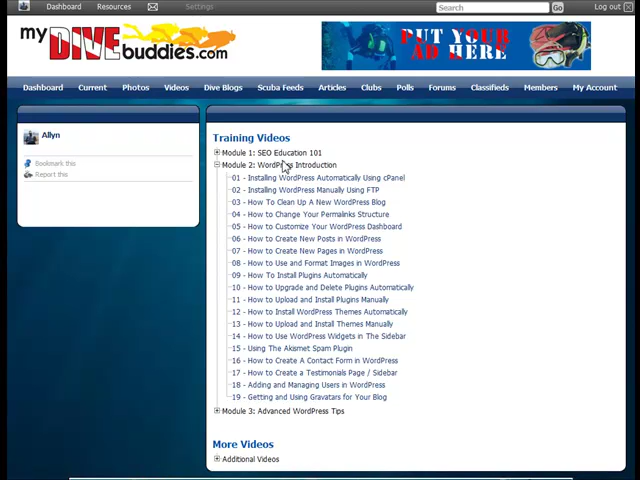 Dashboard Resources Settings Search Go Log out
my DIVE buddies.com
PUT YOUR AD HERE
Dashboard Current Photos Videos Dive Blogs Scuba Feeds Articles Clubs Polls Forums Classifieds Members My Account
Allyn
Bookmark this
Report this
Training Videos
Module 1: SEO Education 101
Module 2: WordPress Introduction
01 - Installing WordPress Automatically Using cPanel
02 - Installing WordPress Manually Using FTP
03 - How To Clean Up A New WordPress Blog
04 - How to Change Your Permalinks Structure
05 - How to Customize Your WordPress Dashboard
06 - How to Create New Posts in WordPress
07 - How to Create New Pages in WordPress
08 - How to Use and Format Images in WordPress
09 - How To Install Plugins Automatically
10 - How to Upgrade and Delete Plugins Automatically
11 - How to Upload and Install Plugins Manually
12 - How to Install WordPress Themes Automatically
13 - How to Upload and Install Themes Manually
14 - How to Use WordPress Widgets in The Sidebar
15 - Using The Akismet Spam Plugin
16 - How to Create A Contact Form in WordPress
17 - How to Create a Testimonials Page / Sidebar
18 - Adding and Managing Users in WordPress
19 - Getting and Using Gravatars for Your Blog
Module 3: Advanced WordPress Tips
More Videos
Additional Videos